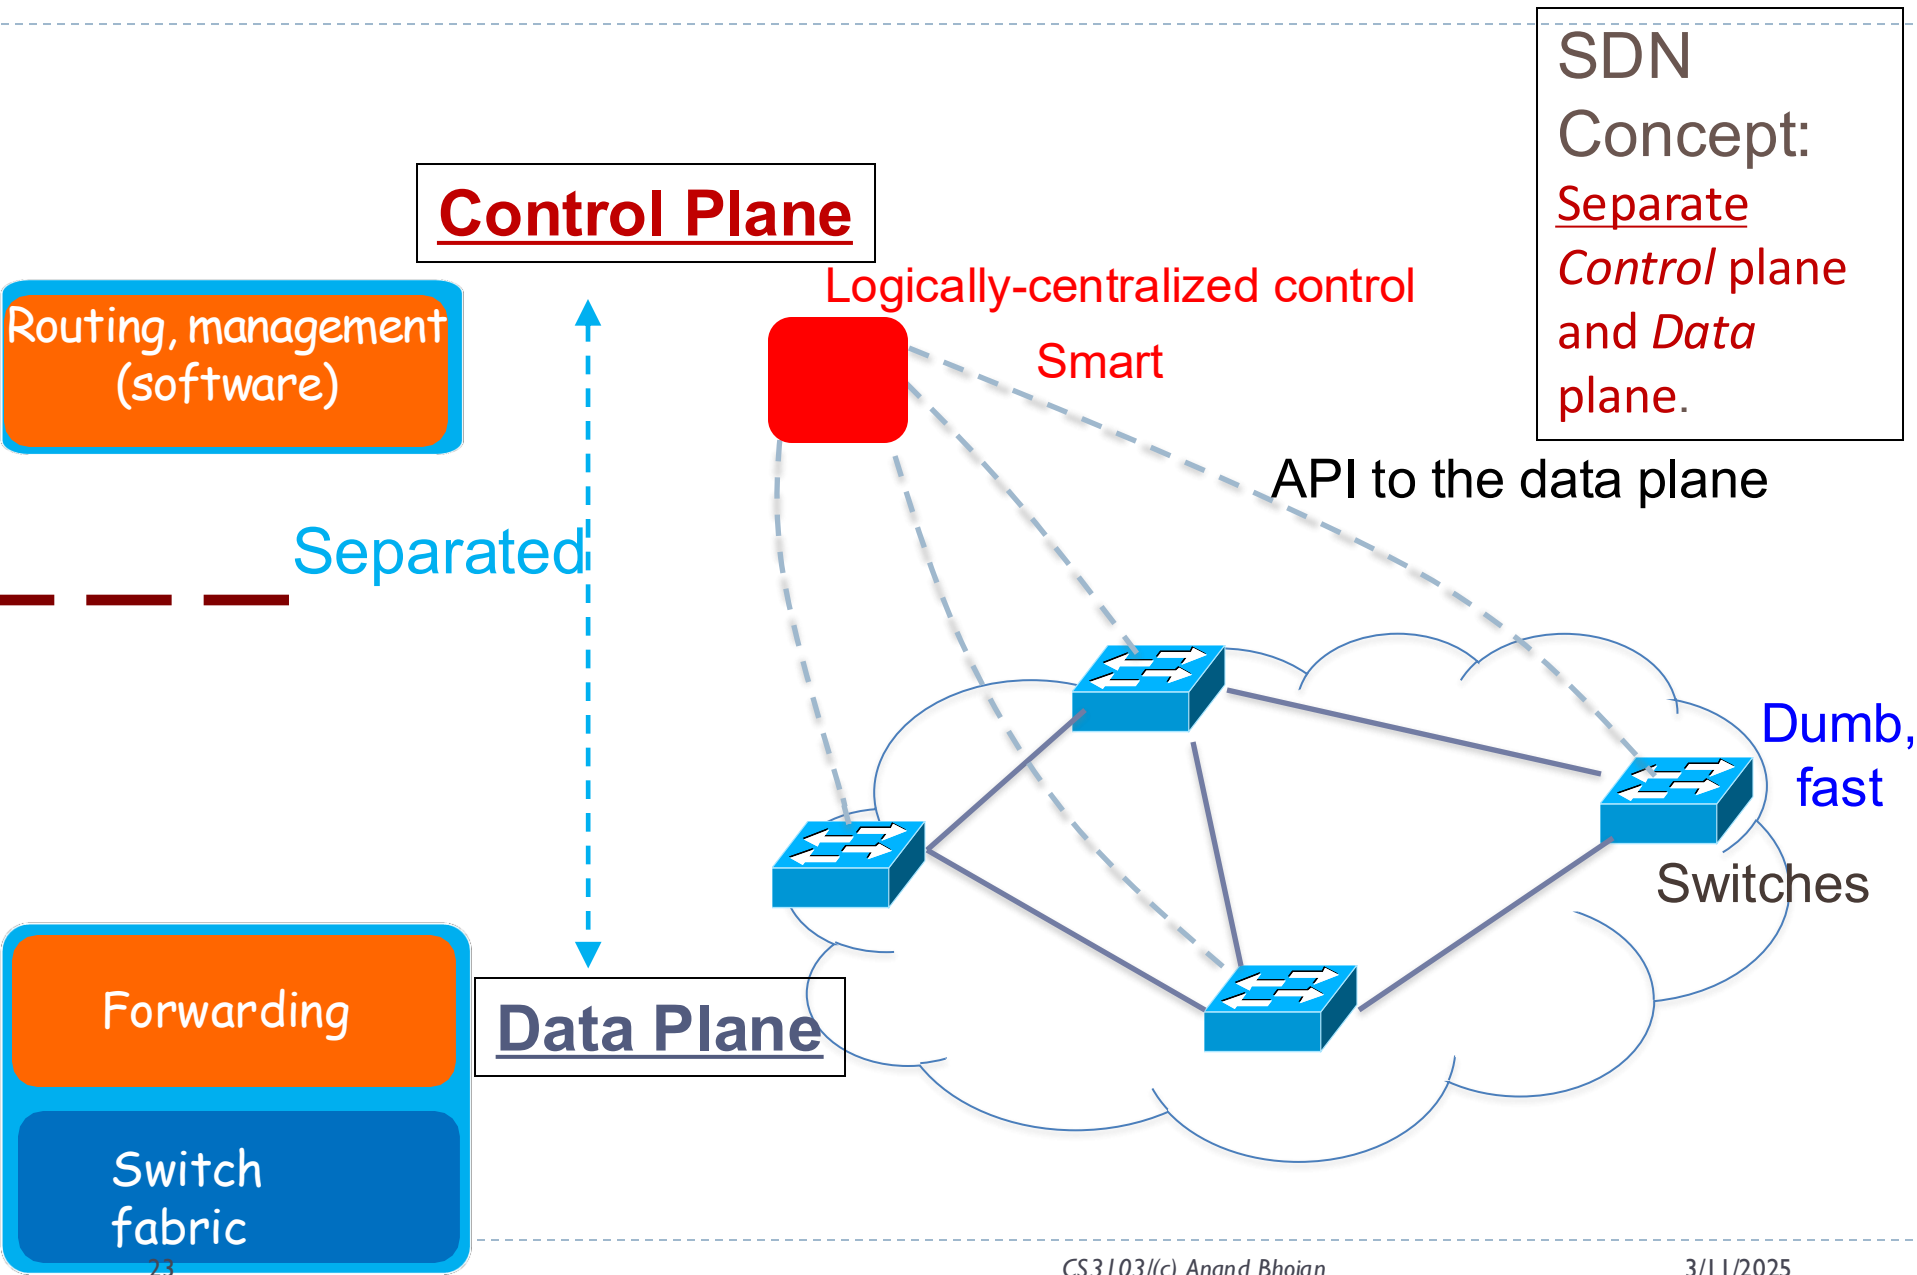 SDN
Concept:
Separate
Control plane
and Data
plane.
Control Plane
Logically-centralized control
Smart
Routing, management
(software)
API to the data plane
Separated
Dumb,
fast
Switches
Forwarding
Data Plane
Switch
fabric
23
CS3103/(c) Anand Bhojan
3/11/2025